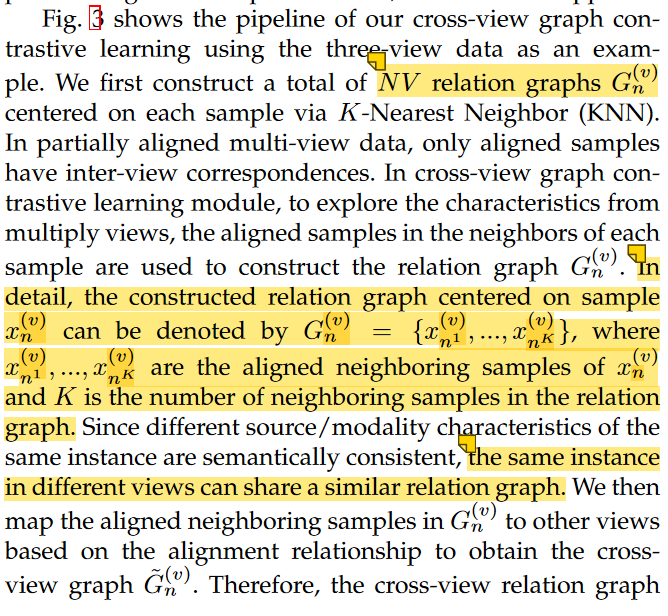 Fig. 3 shows the pipeline of our cross-view graph con-
trastive learning using the three-view data as an exam-
ple. We first construct a total of NV relation graphs G_n^{(v)}
centered on each sample via K-Nearest Neighbor (KNN).
In partially aligned multi-view data, only aligned samples
have inter-view correspondences. In cross-view graph con-
trastive learning module, to explore the characteristics from
multiply views, the aligned samples in the neighbors of each
sample are used to construct the relation graph G_n^{(v)}. In
detail, the constructed relation graph centered on sample
x_n^{(v)} can be denoted by G_n^{(v)} = {x_{n^1}^{(v)}, ..., x_{n^K}^{(v)}}, where
x_{n^1}^{(v)}, ..., x_{n^K}^{(v)} are the aligned neighboring samples of x_n^{(v)}
and K is the number of neighboring samples in the relation
graph. Since different source/modality characteristics of the
same instance are semantically consistent, the same instance
in different views can share a similar relation graph. We then
map the aligned neighboring samples in G_n^{(v)} to other views
based on the alignment relationship to obtain the cross-
view graph G̃_n^{(v)}. Therefore, the cross-view relation graph